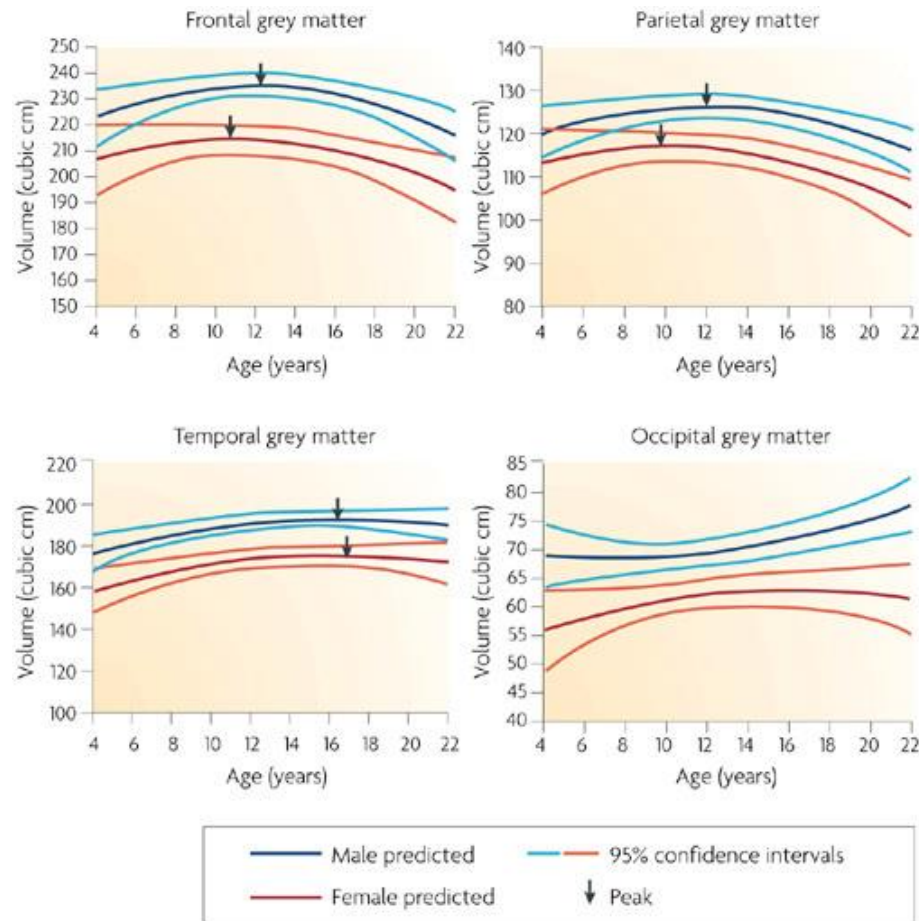 Frontal grey matter
250
240
230
220
210
200
190
180
170
160
150
Volume (cubic cm)
4 6 8 10 12 14 16 18 20 22
Age (years)
Parietal grey matter
140
130
120
110
100
90
80
Volume (cubic cm)
4 6 8 10 12 14 16 18 20 22
Age (years)
Temporal grey matter
220
200
180
160
140
120
100
Volume (cubic cm)
4 6 8 10 12 14 16 18 20 22
Age (years)
Occipital grey matter
85
80
75
70
65
60
55
50
45
40
Volume (cubic cm)
4 6 8 10 12 14 16 18 20 22
Age (years)
Male predicted 95% confidence intervals
Female predicted Peak